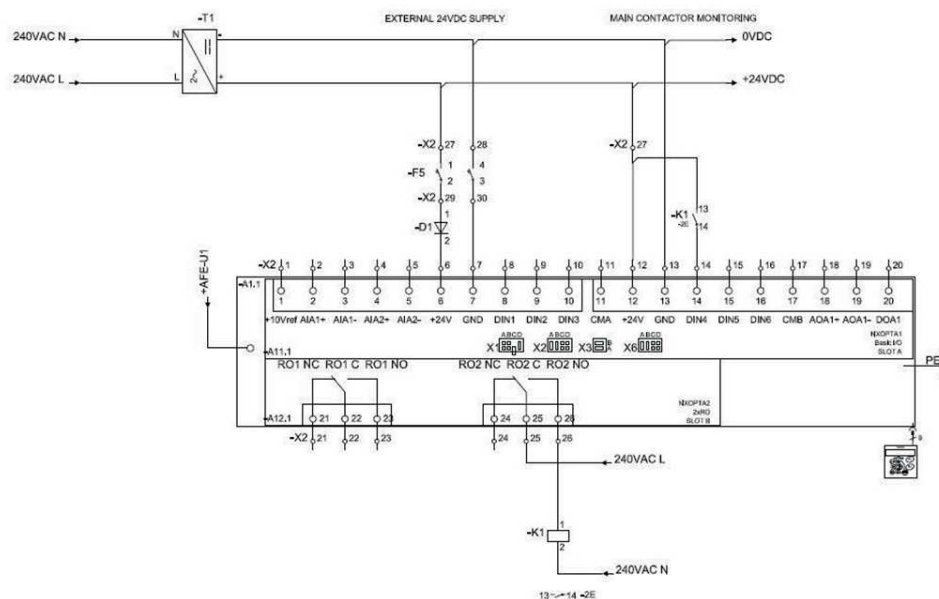 -T1 EXTERNAL 24VDC SUPPLY MAIN CONTACTOR MONITORING
240VAC N N - 0VDC
240VAC L L + +24VDC
-X2 27 28 -X2 27
1 4
-F5
2 3
-X2 29 30 13
1 -K1
-D1 -2E
2 14
+AFE-U1
-X2 1 2 3 4 5 6 7 8 9 10 11 12 13 14 15 16 17 18 19 20
-A1.1
1 2 3 4 5 6 7 8 9 10 11 12 13 14 15 16 17 18 19 20
+10Vref AIA1+ AIA1- AIA2+ AIA2- +24V GND DIN1 DIN2 DIN3 CMA +24V GND DIN4 DIN5 DIN6 CMB AOA1+ AOA1- DOA1
ABCD ABCD ABCD NXOPTA1
X1 X2 X3 X6 Basic I/O
-A11.1 SLOT A
RO1 NC RO1 C RO1 NO RO2 NC RO2 C RO2 NO PE
NXOPTA2
2xRO
-A12.1 21 22 23 24 25 26 SLOT B
-X2 21 22 23 24 25 26 9
240VAC L
1
-K1
2
240VAC N
13 14 -2E